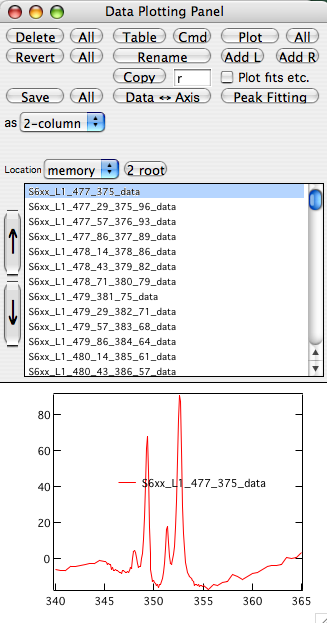 Data Plotting Panel
Delete All Table Cmd Plot All
Revert All Rename Add L Add R
Copy r Plot fits etc.
Save All Data ↔ Axis Peak Fitting
as 2-column
Location memory 2 root
S6xx_L1_477_375_data
S6xx_L1_477_29_375_96_data
S6xx_L1_477_57_376_93_data
S6xx_L1_477_86_377_89_data
S6xx_L1_478_14_378_86_data
S6xx_L1_478_43_379_82_data
S6xx_L1_478_71_380_79_data
S6xx_L1_479_381_75_data
S6xx_L1_479_29_382_71_data
S6xx_L1_479_57_383_68_data
S6xx_L1_479_86_384_64_data
S6xx_L1_480_14_385_61_data
S6xx_L1_480_43_386_57_data
80
60
40
20
0
S6xx_L1_477_375_data
340 345 350 355 360 365